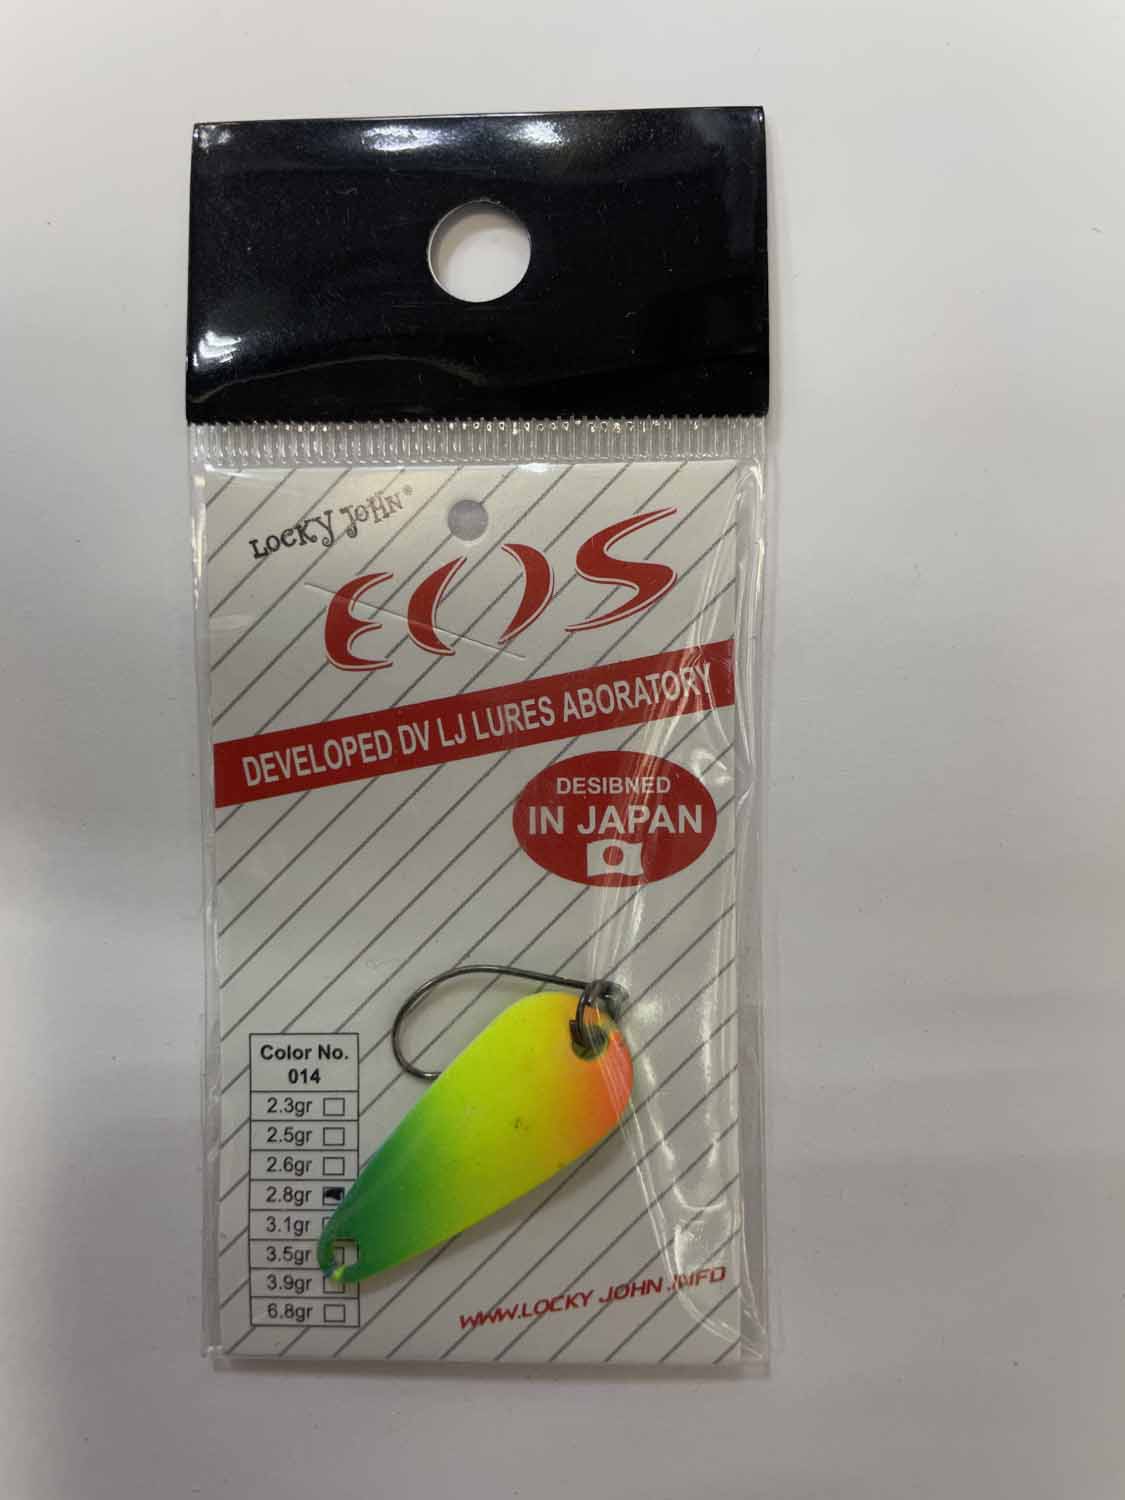 LOCKY JOHN®
EOS
DEVELOPED DV LJ LURES ABORATORY
DESIBNED
IN JAPAN
Color No.
014
2.3gr
2.5gr
2.6gr
2.8gr
3.1gr
3.5gr
3.9gr
6.8gr
WWW.LOCKY JOHN .INFO